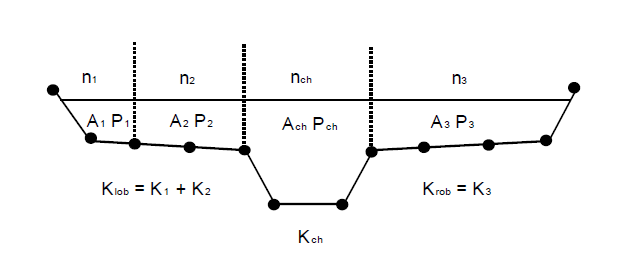 n₁ n₂ nch n₃
A₁ P₁ A₂ P₂ Ach Pch A₃ P₃
Klob = K₁ + K₂ Krob = K₃
Kch